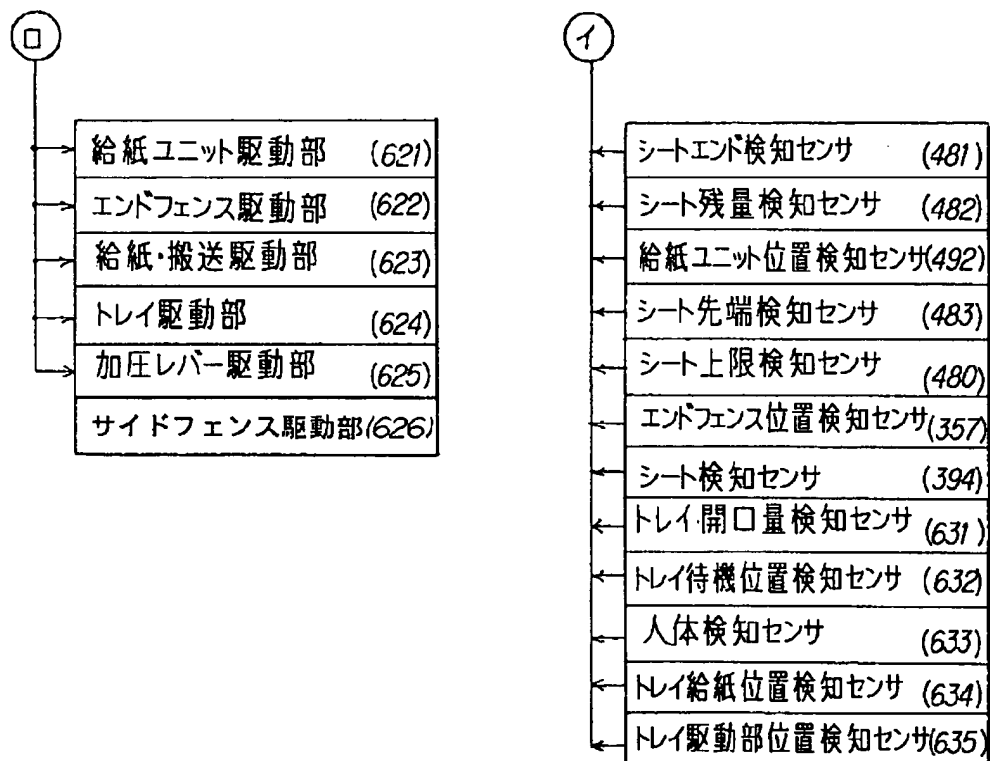 ロ
給紙ユニット駆動部 (621)
エンドフェンス駆動部 (622)
給紙・搬送駆動部 (623)
トレイ駆動部 (624)
加圧レバー駆動部 (625)
サイドフェンス駆動部(626)
イ
シートエンド検知センサ (481)
シート残量検知センサ (482)
給紙ユニット位置検知センサ(492)
シート先端検知センサ (483)
シート上限検知センサ (480)
エンドフェンス位置検知センサ(357)
シート検知センサ (394)
トレイ開口量検知センサ (631)
トレイ待機位置検知センサ (632)
人体検知センサ (633)
トレイ給紙位置検知センサ (634)
トレイ駆動部位置検知センサ(635)